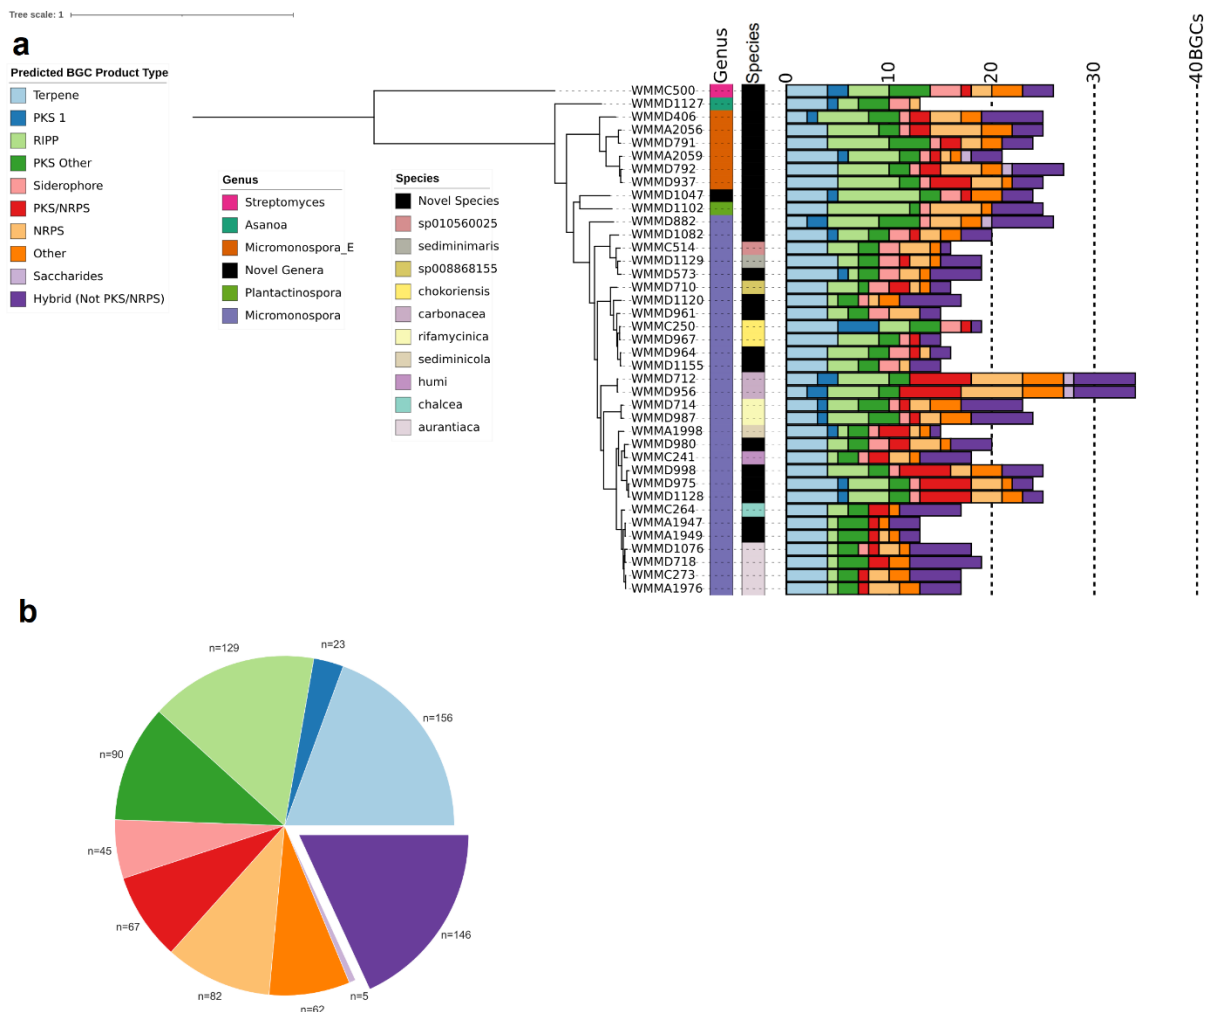 Tree scale: 1
a
Predicted BGC Product Type
Terpene
PKS 1
RIPP
PKS Other
Siderophore
PKS/NRPS
NRPS
Other
Saccharides
Hybrid (Not PKS/NRPS)
Genus
Streptomyces
Asanoa
Micromonospora_E
Novel Genera
Plantactinospora
Micromonospora
Species
Novel Species
sp010560025
sediminimaris
sp008868155
chokoriensis
carbonacea
rifamycinica
sediminicola
humi
chalcea
aurantiaca
Genus
Species
0
10
20
30
40BGCs
WMMC500
WMMD1127
WMMD406
WMMA2056
WMMD791
WMMA2059
WMMD792
WMMD937
WMMD1047
WMMD1102
WMMD882
WMMD1082
WMMC514
WMMD1129
WMMD573
WMMD710
WMMD1120
WMMD961
WMMC250
WMMD967
WMMD964
WMMD1155
WMMD712
WMMD956
WMMD714
WMMD987
WMMA1998
WMMD980
WMMC241
WMMD998
WMMD975
WMMD1128
WMMC264
WMMA1947
WMMA1949
WMMD1076
WMMD718
WMMC273
WMMA1976
b
n=129
n=23
n=156
n=90
n=45
n=67
n=82
n=62
n=5
n=146